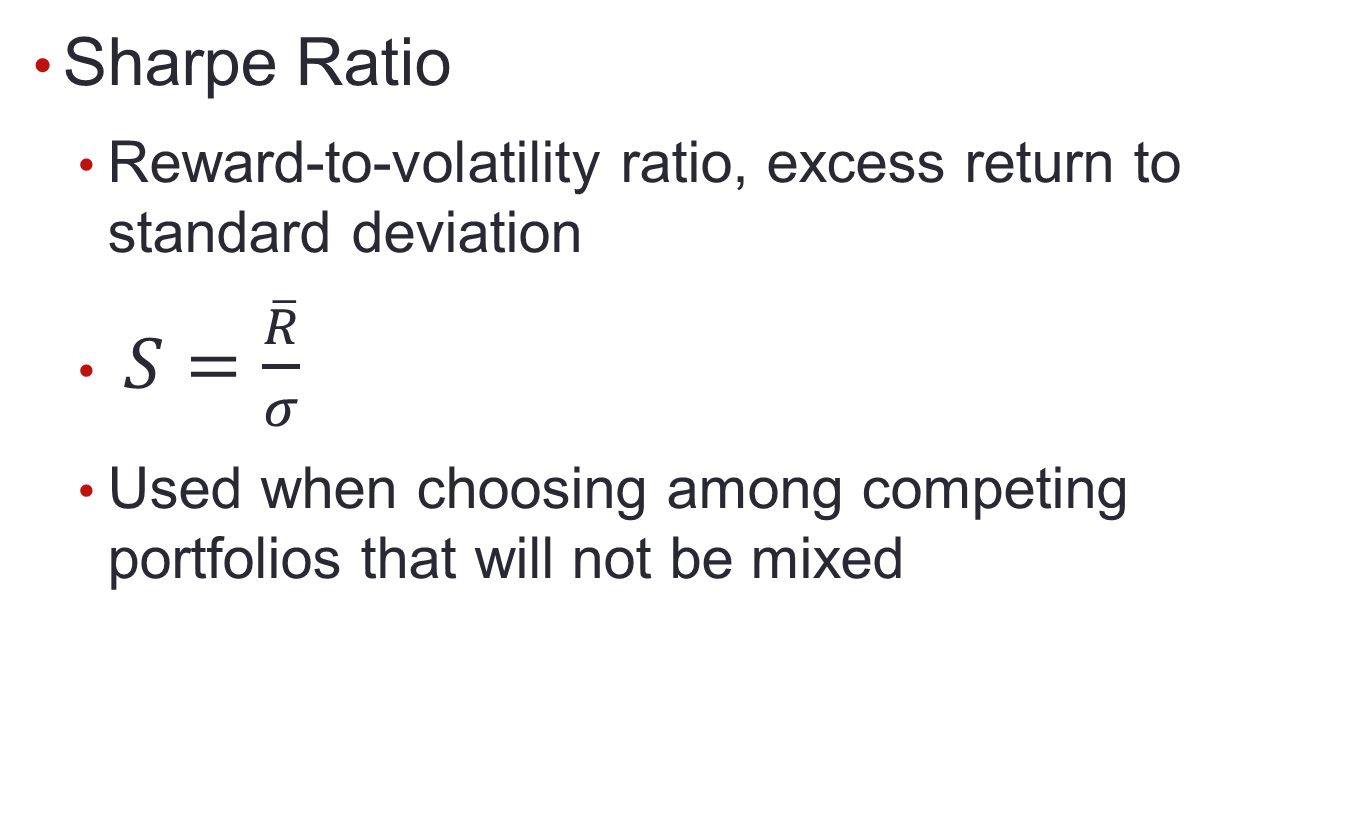 • Sharpe Ratio
• Reward-to-volatility ratio, excess return to
standard deviation
• S = R̅/σ
• Used when choosing among competing
portfolios that will not be mixed